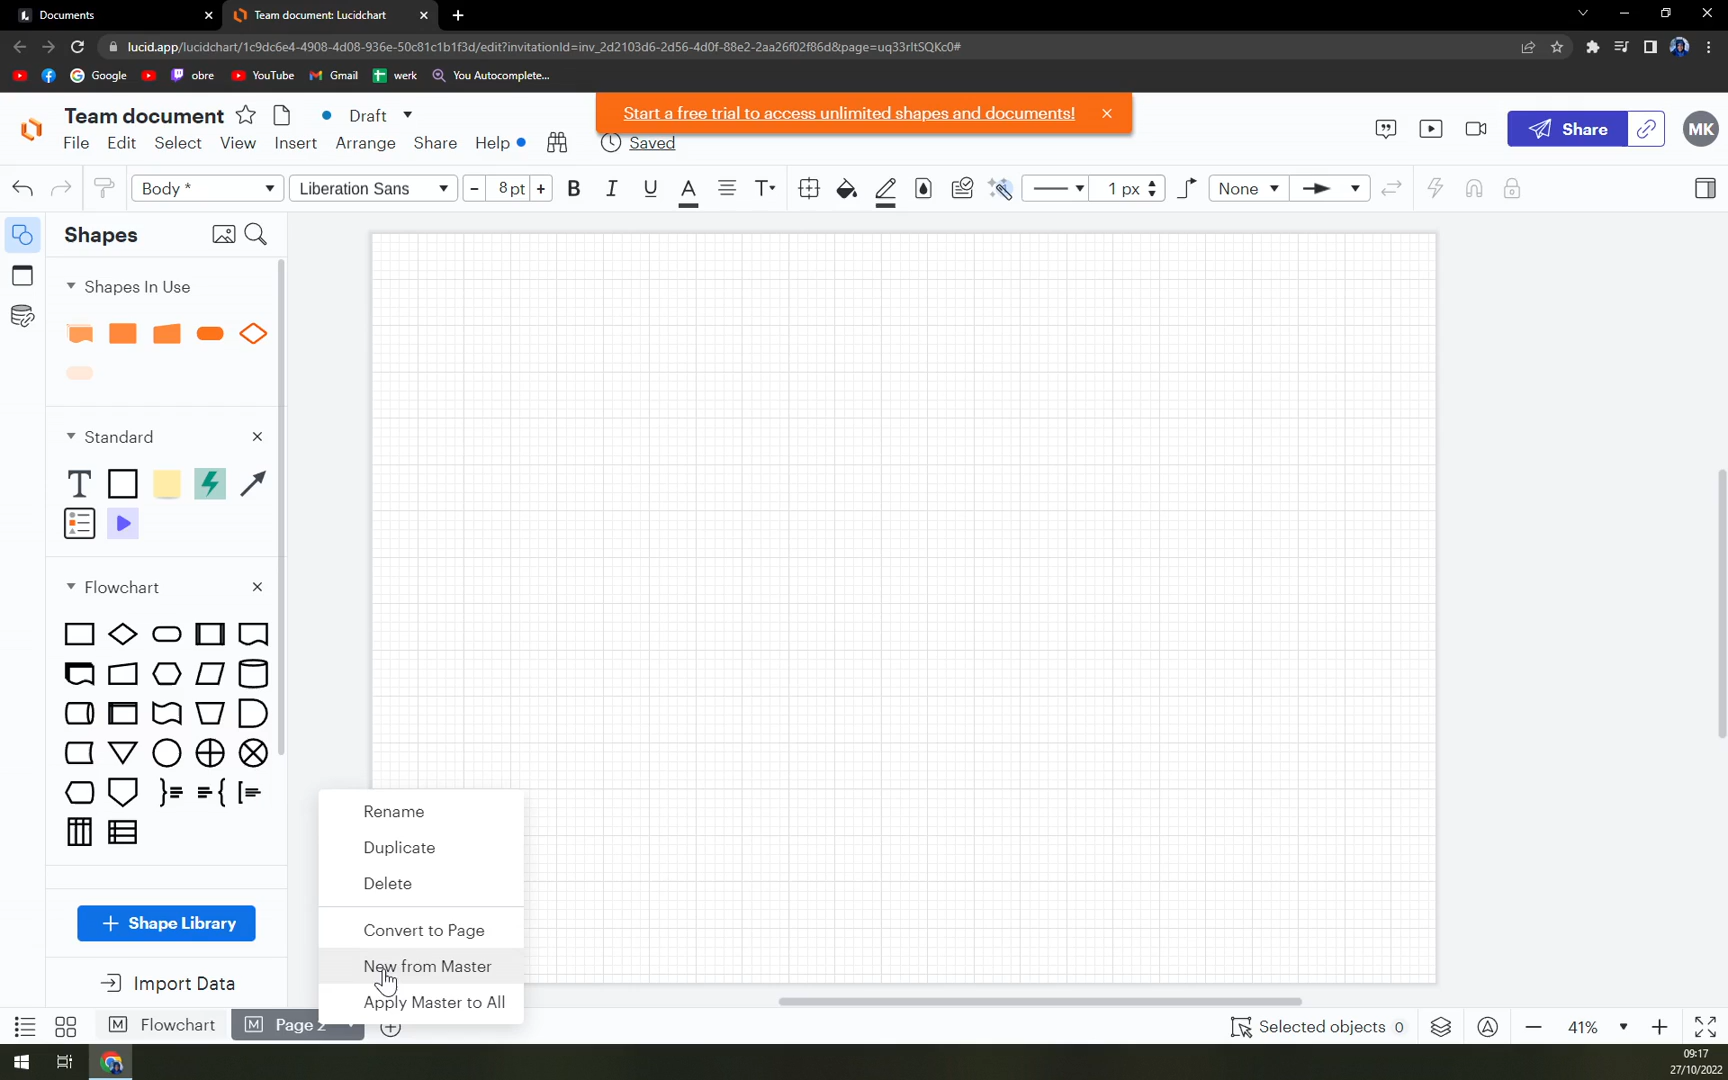 Documents
Team document: Lucidchart
lucid.app/lucidchart/1c9dc6e4-4908-4d08-936e-50c81c1b1f3d/edit?invitationId=inv_2d2103d6-2d56-4d0f-88e2-2aa26f02f86d&page=uq33rItSQKc0#
Google
obre
YouTube
Gmail
werk
You Autocomplete...
Team document
Draft
Start a free trial to access unlimited shapes and documents!
File Edit Select View Insert Arrange Share Help
Saved
Share
MK
Body *
Liberation Sans
8 pt
1 px
None
Shapes
Shapes In Use
Standard
Flowchart
Rename
Duplicate
Delete
Convert to Page
New from Master
Apply Master to All
Shape Library
Import Data
Flowchart
Page 2
Selected objects 0
41%
09:17
27/10/2022